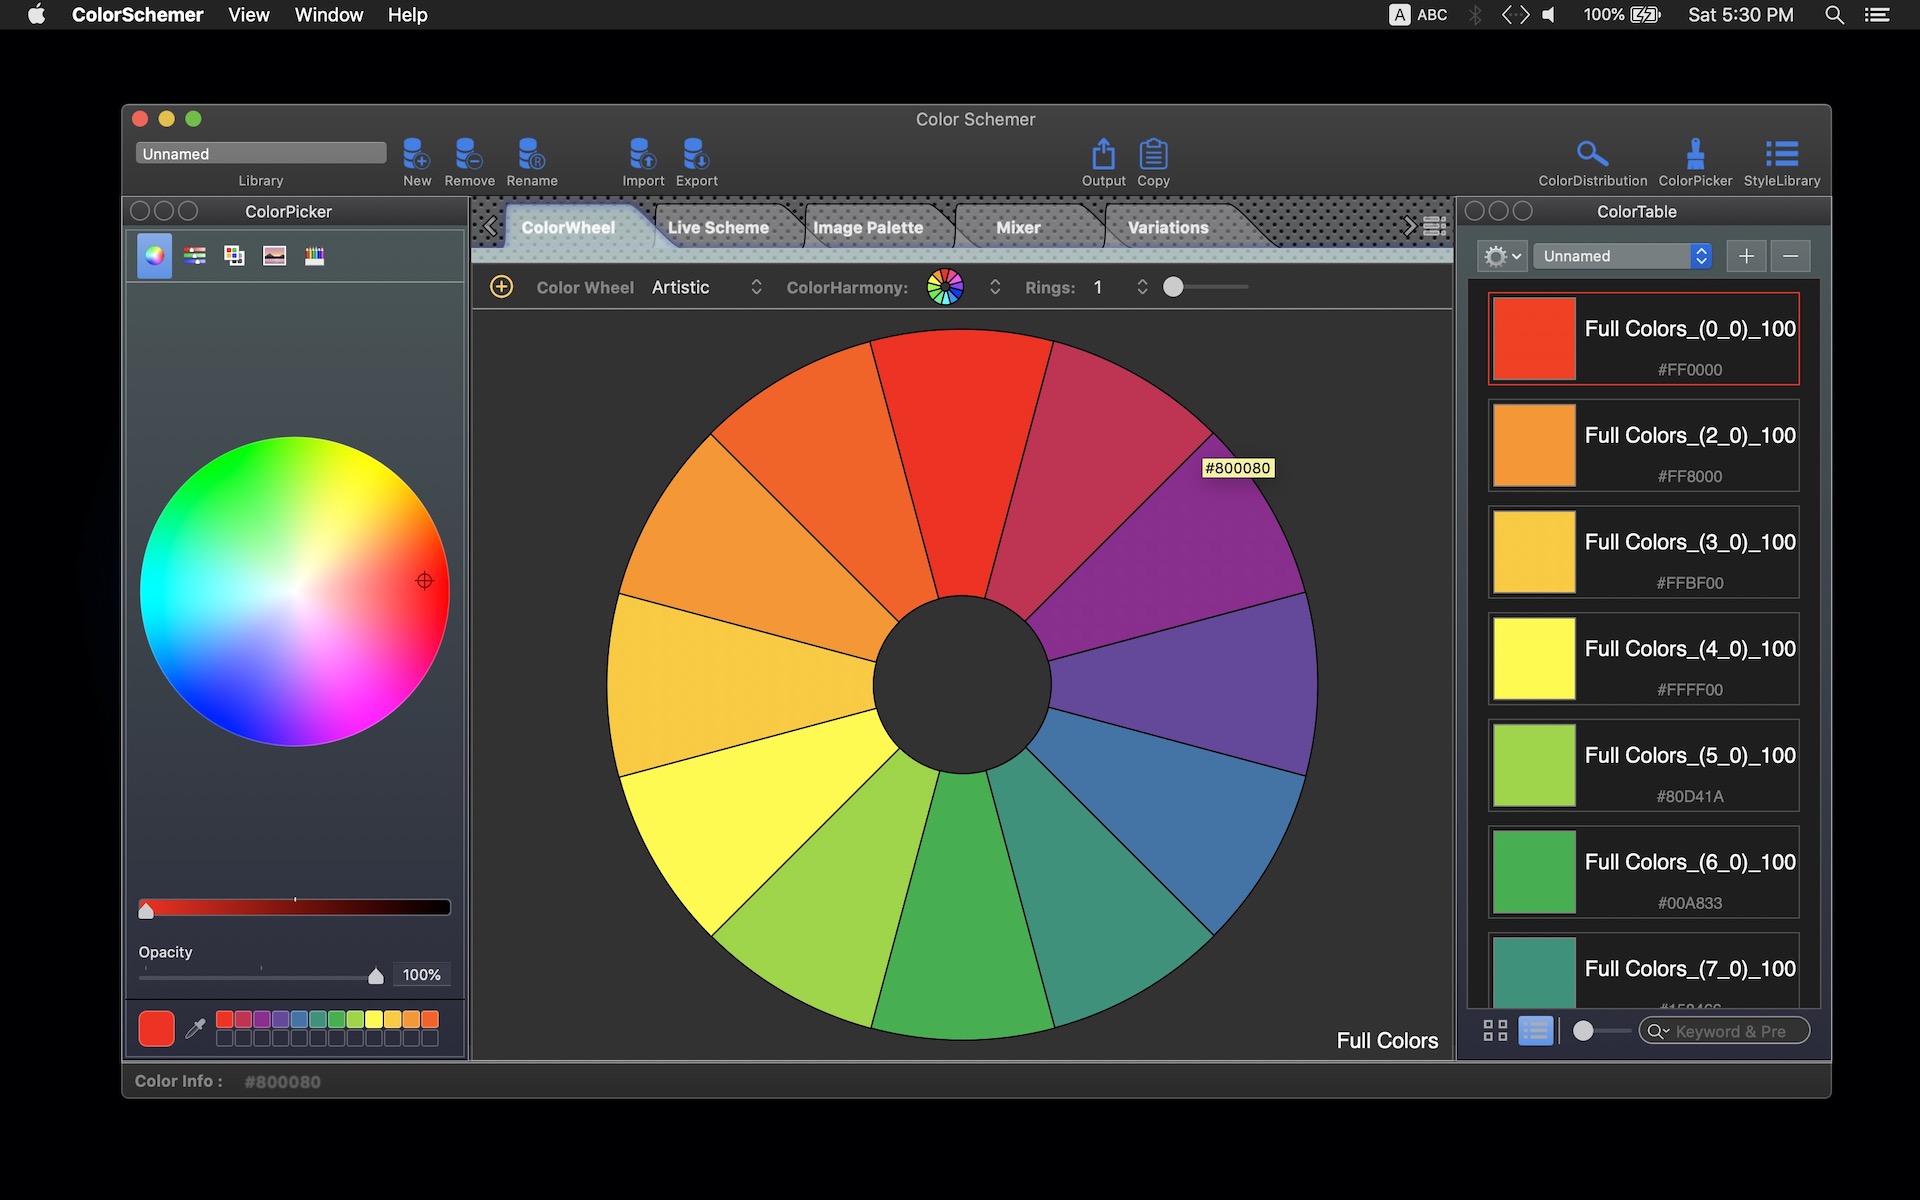 ColorSchemer View Window Help
A ABC 100% Sat 5:30 PM
Color Schemer
Unnamed
Library New Remove Rename Import Export Output Copy ColorDistribution ColorPicker StyleLibrary
ColorPicker
ColorWheel Live Scheme Image Palette Mixer Variations
ColorTable
Color Wheel Artistic ColorHarmony: Rings: 1
Unnamed
#800080
Full Colors_(0_0)_100
#FF0000
Full Colors_(2_0)_100
#FF8000
Full Colors_(3_0)_100
#FFBF00
Full Colors_(4_0)_100
#FFFF00
Full Colors_(5_0)_100
#80D41A
Full Colors_(6_0)_100
#00A833
Full Colors_(7_0)_100
Opacity
100%
Full Colors
Keyword & Pre
Color Info : #800080